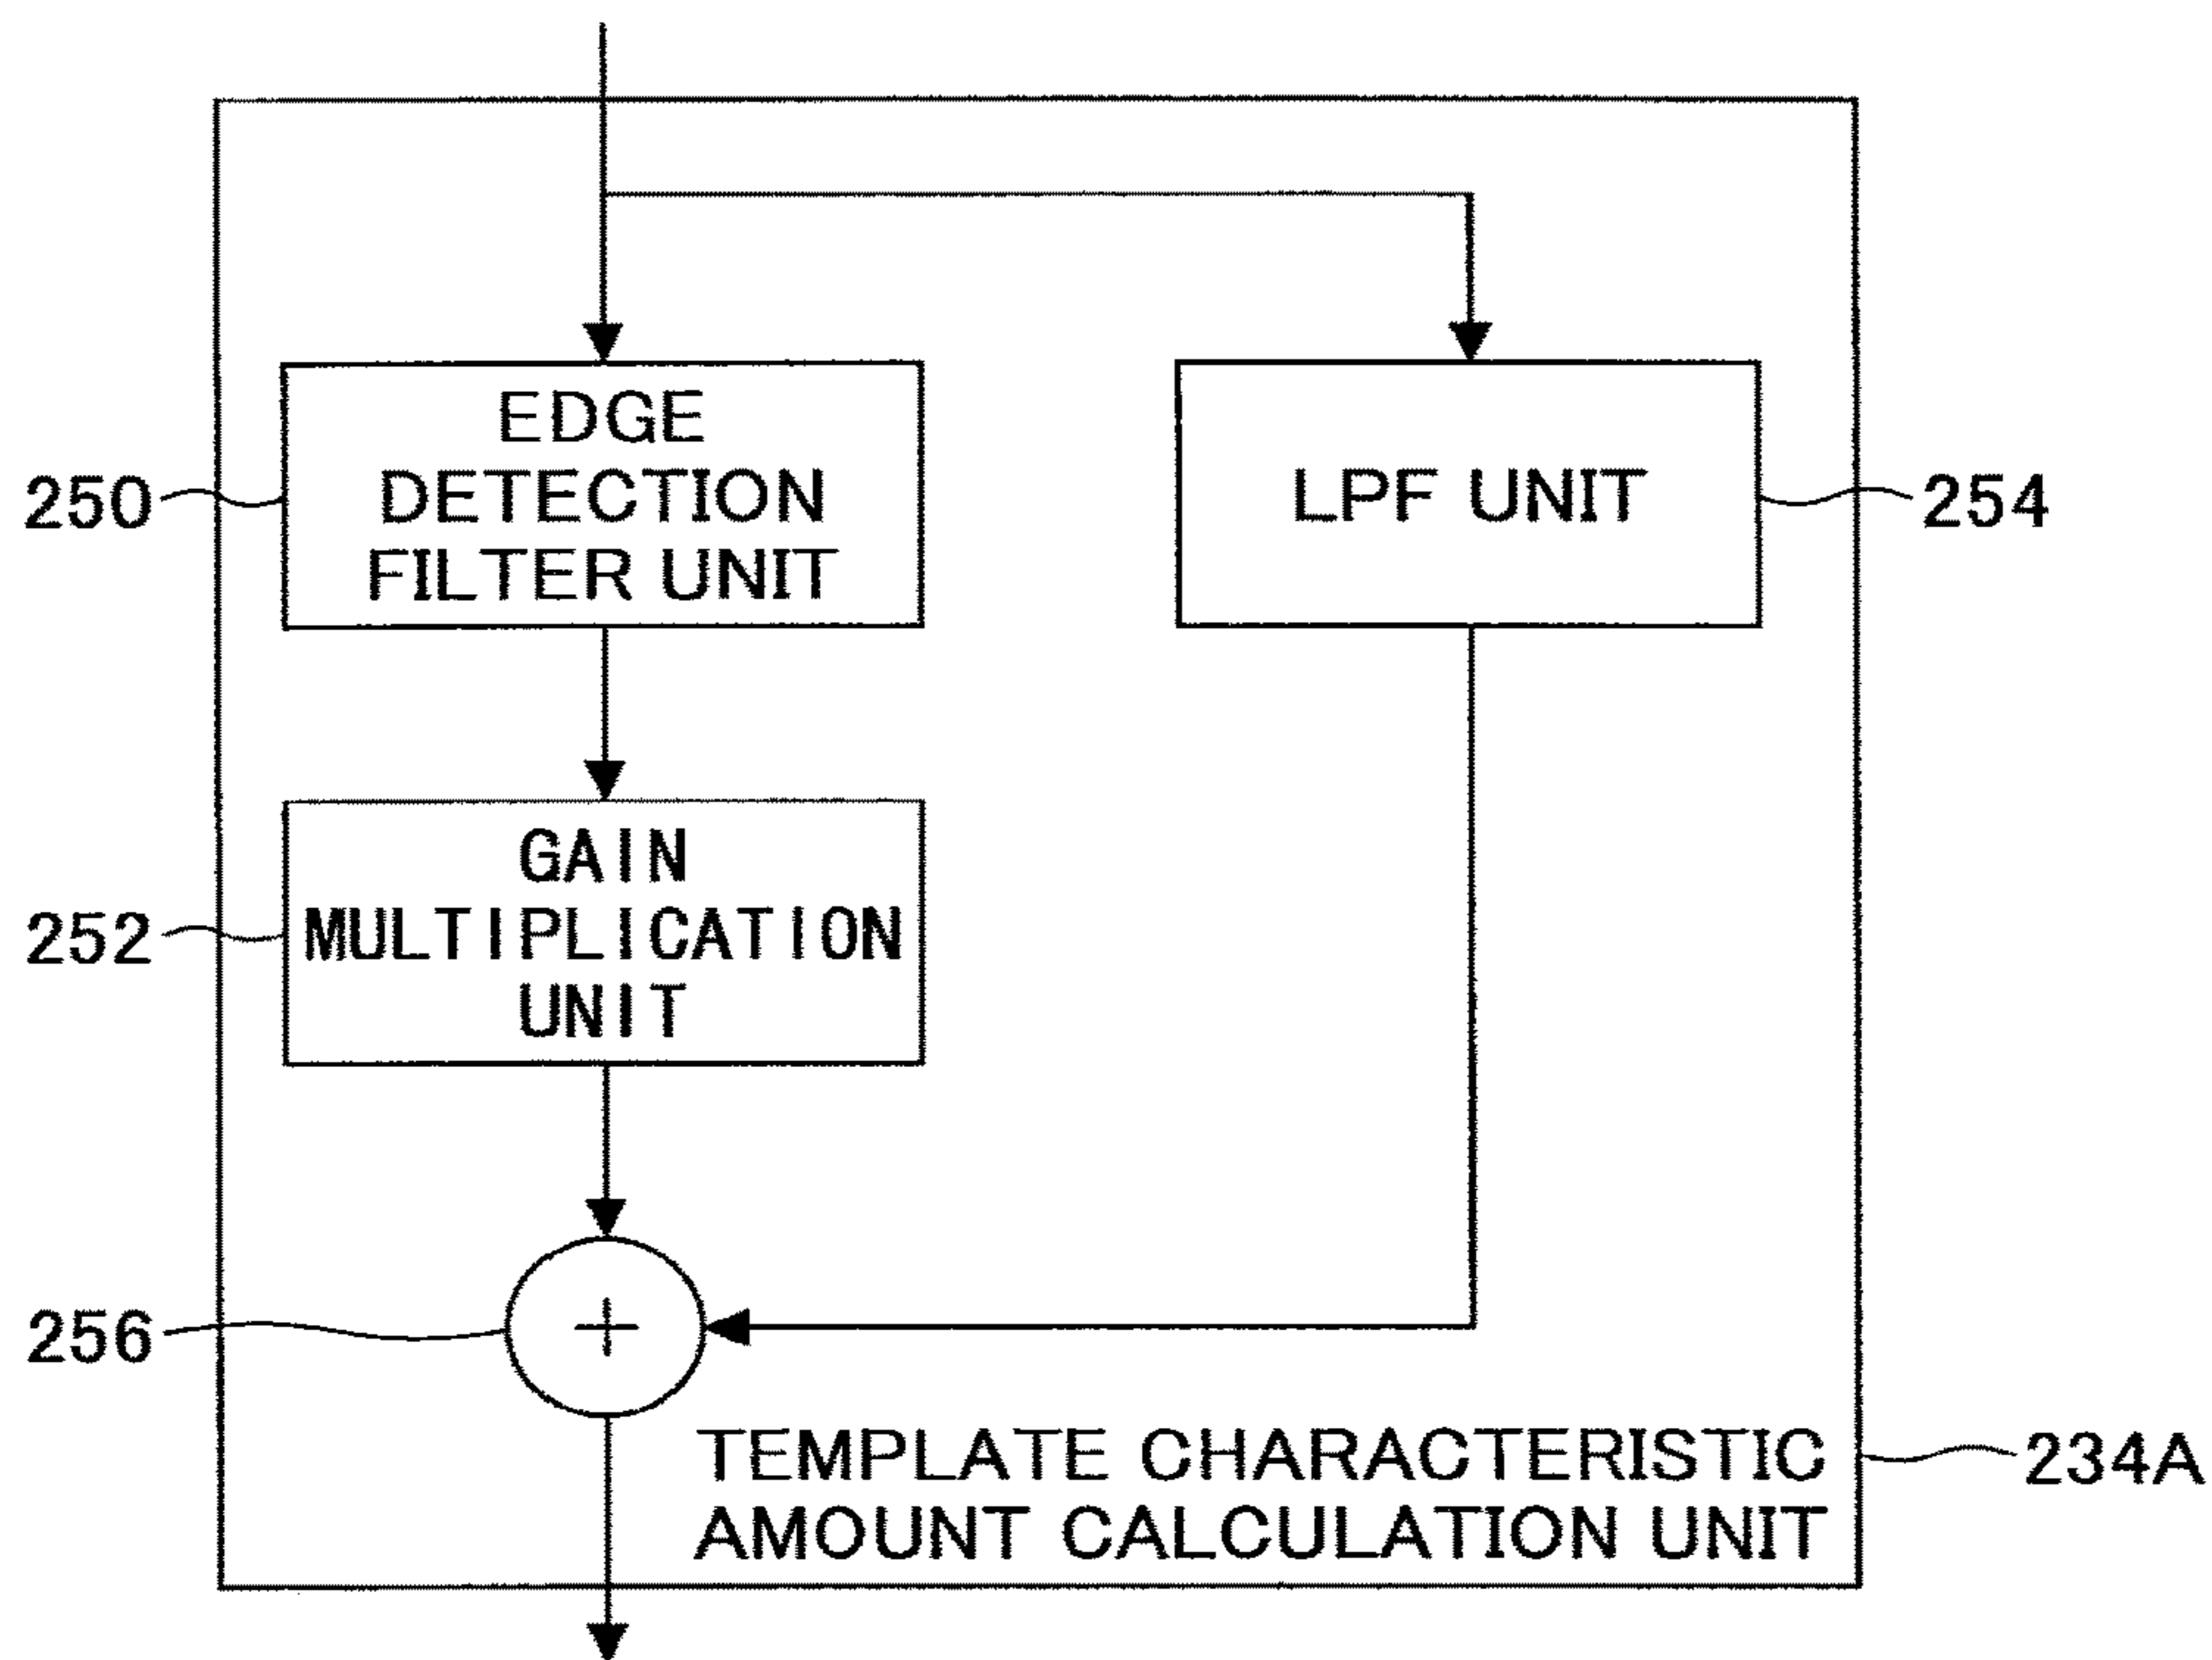 250
EDGE
DETECTION
FILTER UNIT
LPF UNIT
254
252
GAIN
MULTIPLICATION
UNIT
256
+
TEMPLATE CHARACTERISTIC
AMOUNT CALCULATION UNIT
234A